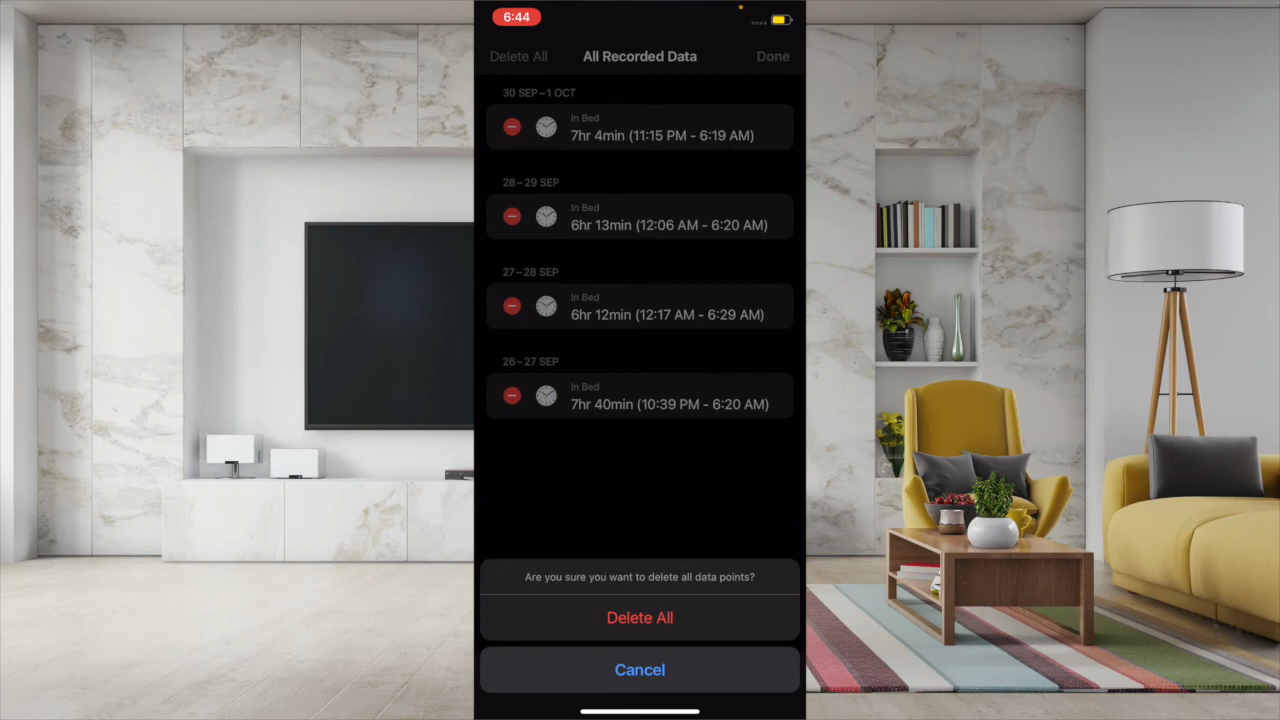 6:44
Delete All
All Recorded Data
Done
30 SEP–1 OCT
In Bed
7hr 4min (11:15 PM - 6:19 AM)
28–29 SEP
In Bed
6hr 13min (12:06 AM - 6:20 AM)
27–28 SEP
In Bed
6hr 12min (12:17 AM - 6:29 AM)
26–27 SEP
In Bed
7hr 40min (10:39 PM - 6:20 AM)
Are you sure you want to delete all data points?
Delete All
Cancel